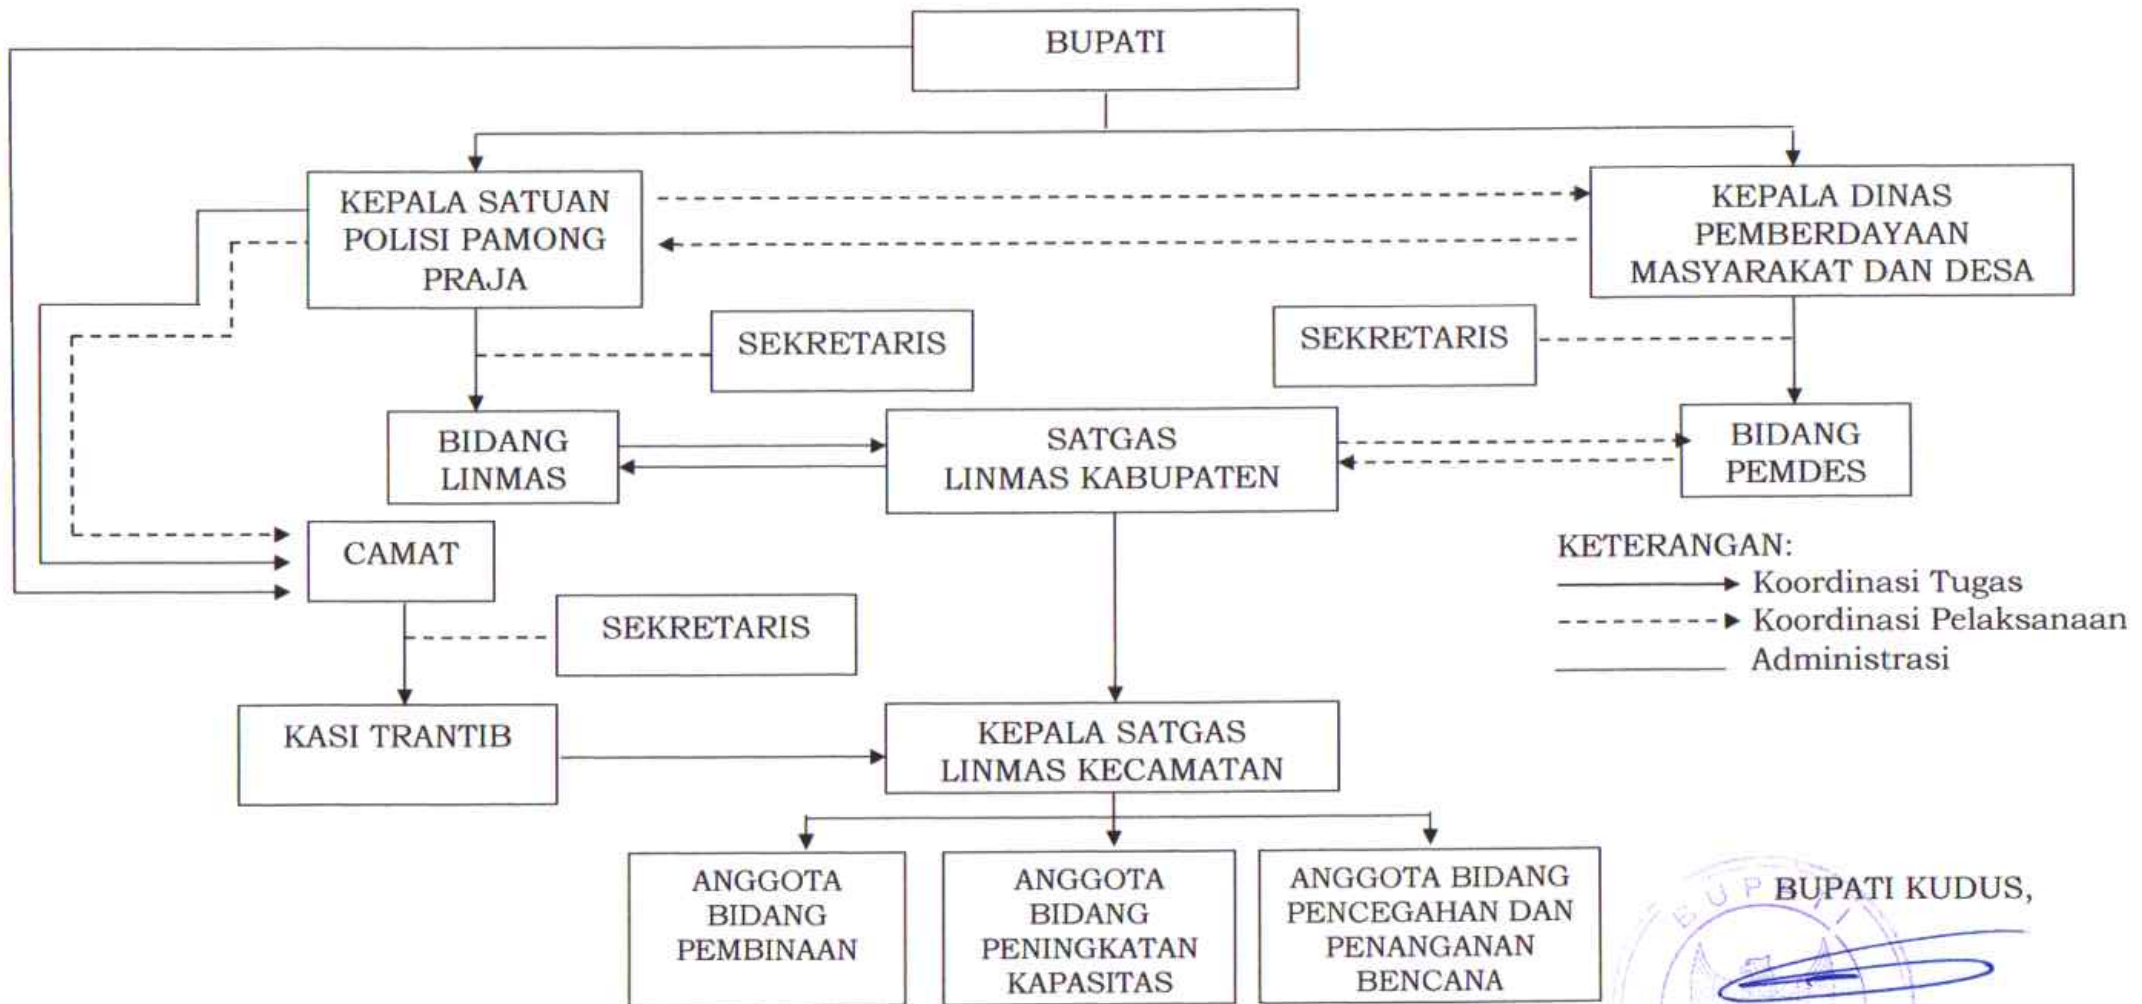 BUPATI
KEPALA SATUAN
POLISI PAMONG
PRAJA
KEPALA DINAS
PEMBERDAYAAN
MASYARAKAT DAN DESA
SEKRETARIS
SEKRETARIS
BIDANG
LINMAS
SATGAS
LINMAS KABUPATEN
BIDANG
PEMDES
CAMAT
KETERANGAN:
Koordinasi Tugas
Koordinasi Pelaksanaan
Administrasi
SEKRETARIS
KASI TRANTIB
KEPALA SATGAS
LINMAS KECAMATAN
ANGGOTA
BIDANG
PEMBINAAN
ANGGOTA
BIDANG
PENINGKATAN
KAPASITAS
ANGGOTA BIDANG
PENCEGAHAN DAN
PENANGANAN
BENCANA
BUPATI KUDUS,
BUPATI